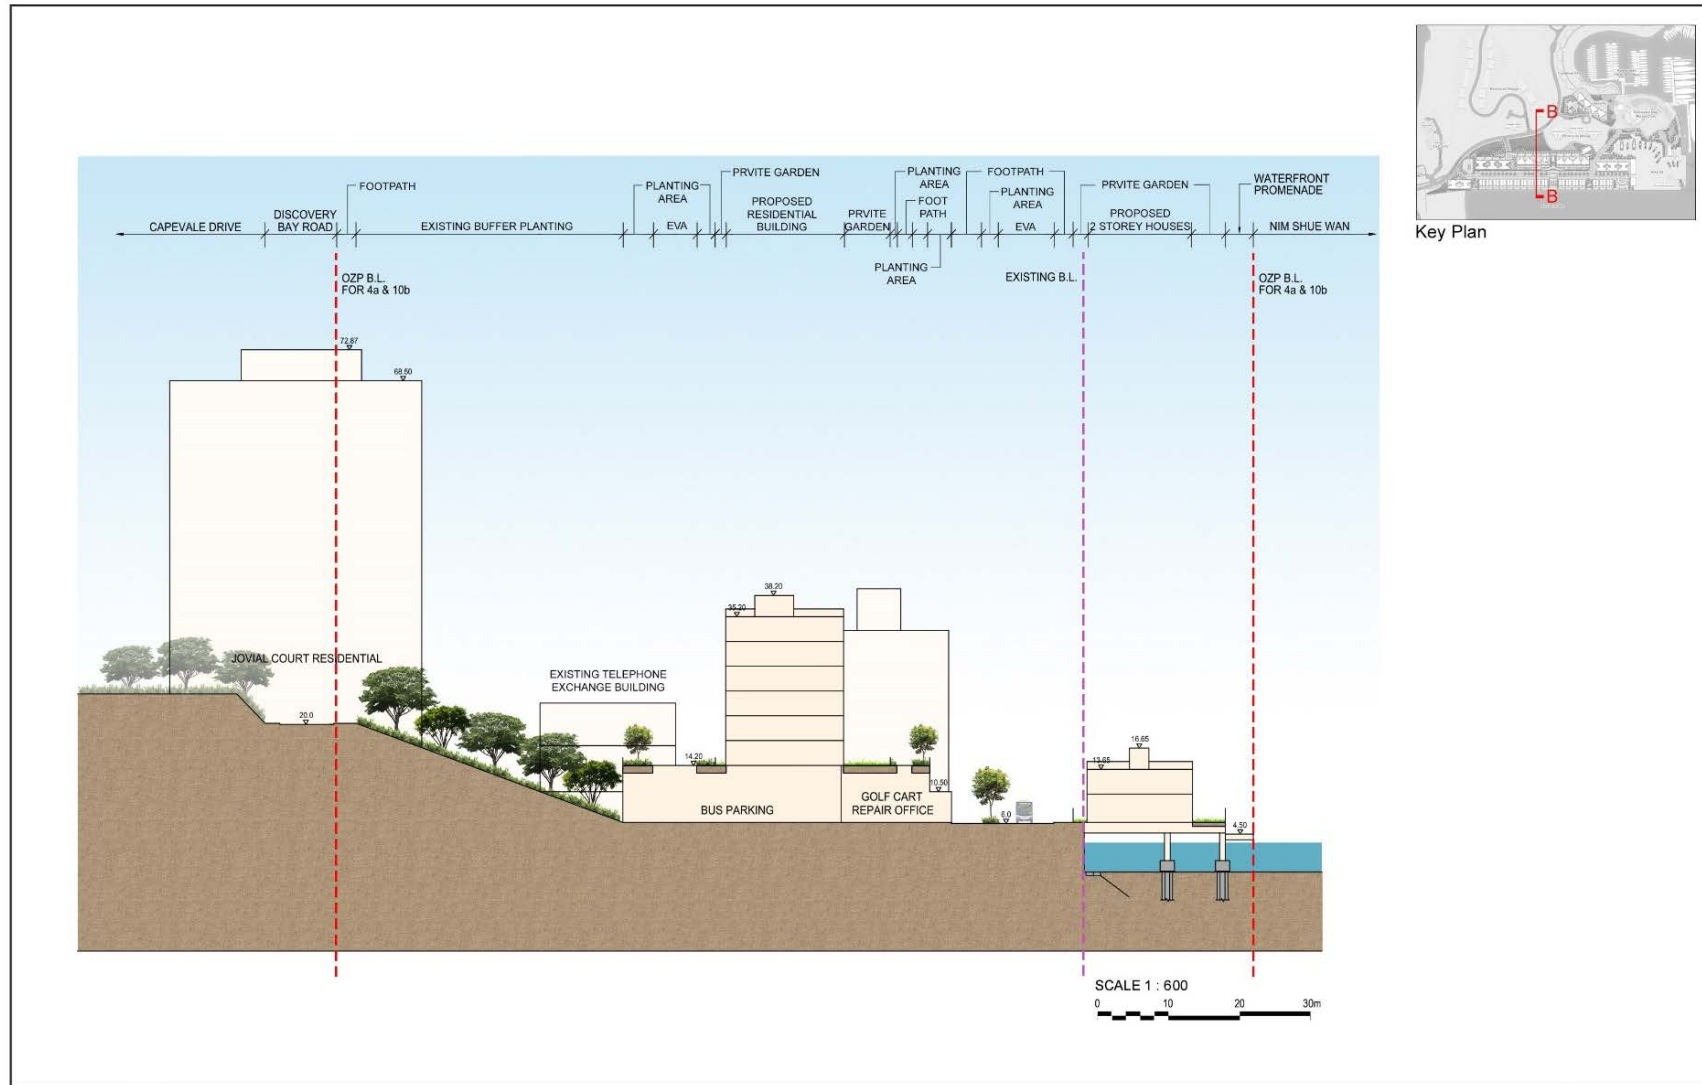 B
B
Key Plan
FOOTPATH
PLANTING
AREA
PRVITE GARDEN
PLANTING
AREA
FOOTPATH
PLANTING
AREA
PRVITE GARDEN
WATERFRONT
PROMENADE
CAPEVALE DRIVE
DISCOVERY
BAY ROAD
EXISTING BUFFER PLANTING
EVA
PROPOSED
RESIDENTIAL
BUILDING
PRVITE
GARDEN
FOOT
PATH
EVA
PROPOSED
2 STOREY HOUSES
NIM SHUE WAN
PLANTING
AREA
OZP B.L.
FOR 4a & 10b
EXISTING B.L.
OZP B.L.
FOR 4a & 10b
72.87
68.50
38.20
35.20
JOVIAL COURT RESIDENTIAL
EXISTING TELEPHONE
EXCHANGE BUILDING
20.0
14.20
16.65
13.65
10.50
BUS PARKING
GOLF CART
REPAIR OFFICE
6.0
4.50
SCALE 1 : 600
0 10 20 30m